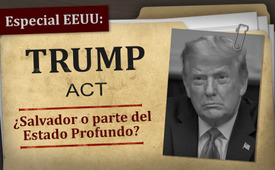 Especial EEUU:
TRUMP
ACT
¿Salvador o parte del
Estado Profundo?